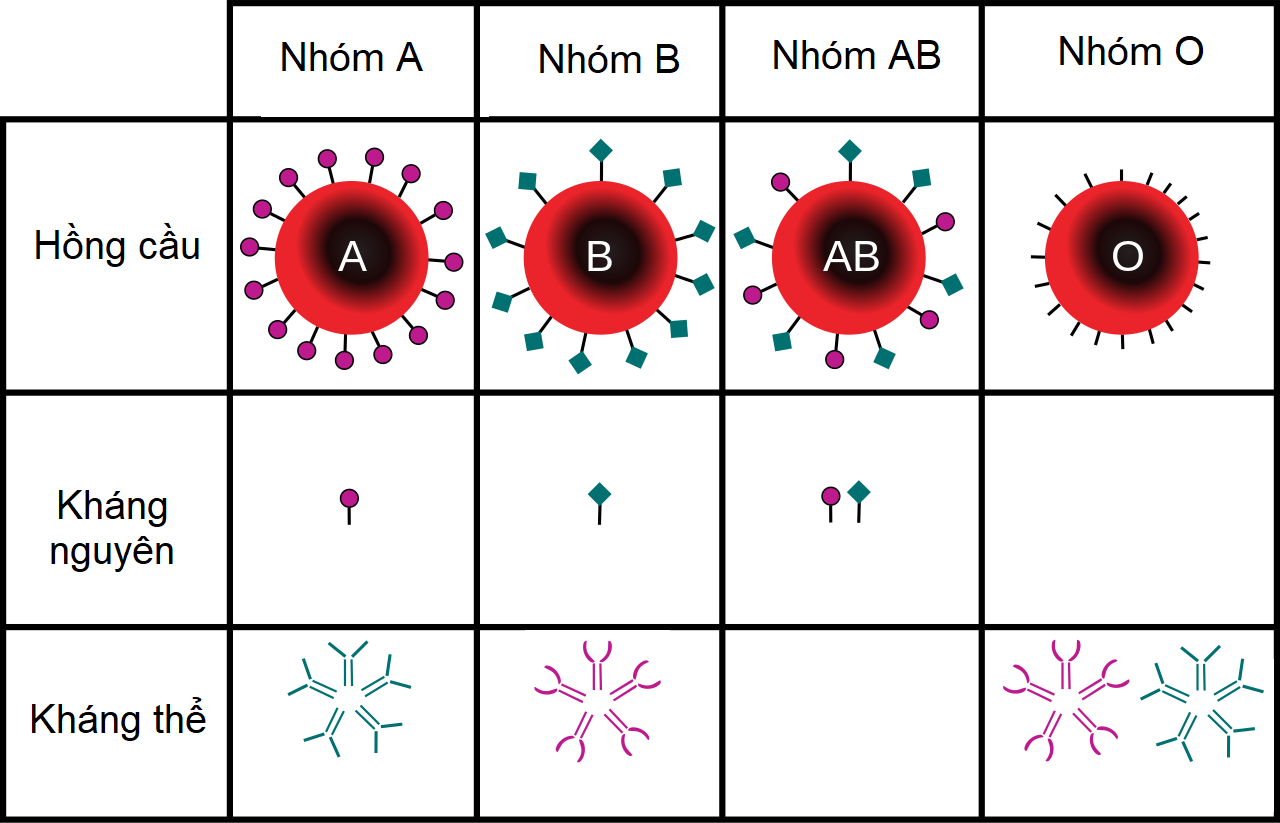 Nhóm A
Nhóm B
Nhóm AB
Nhóm O
Hồng cầu
A
B
AB
O
Kháng
nguyên
Kháng thể